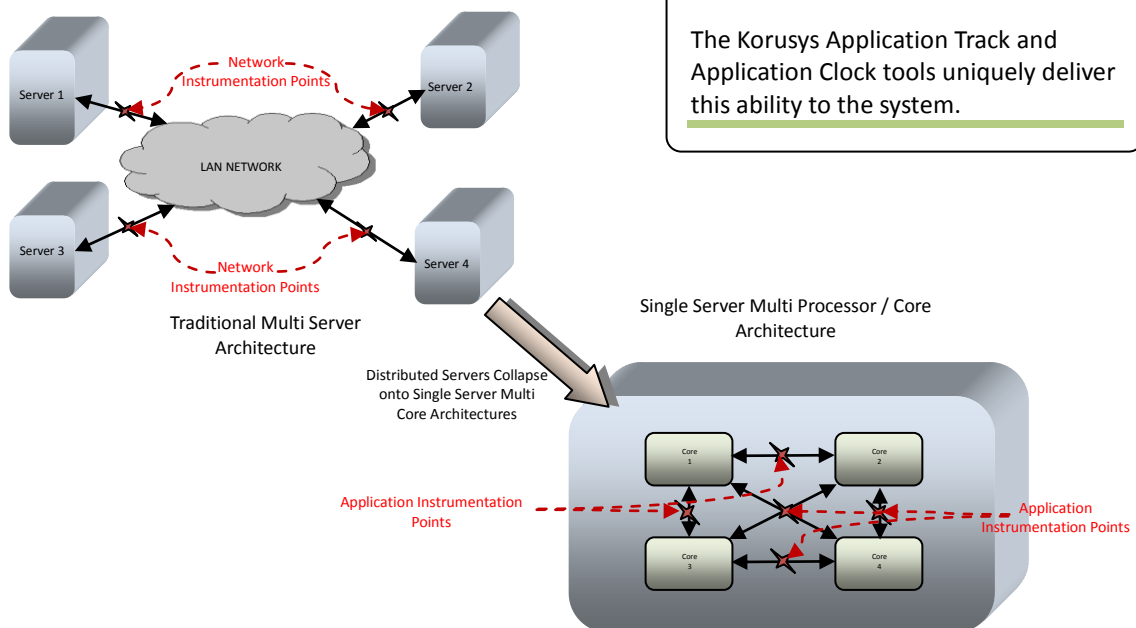 The Korusys Application Track and
Application Clock tools uniquely deliver
this ability to the system.
Server 1
Network
Instrumentation Points
Server 2
LAN NETWORK
Server 3
Network
Instrumentation Points
Server 4
Traditional Multi Server
Architecture
Single Server Multi Processor / Core
Architecture
Distributed Servers Collapse
onto Single Server Multi
Core Architectures
Core
1
Core
2
Application Instrumentation
Points
Application
Instrumentation Points
Core
3
Core
4